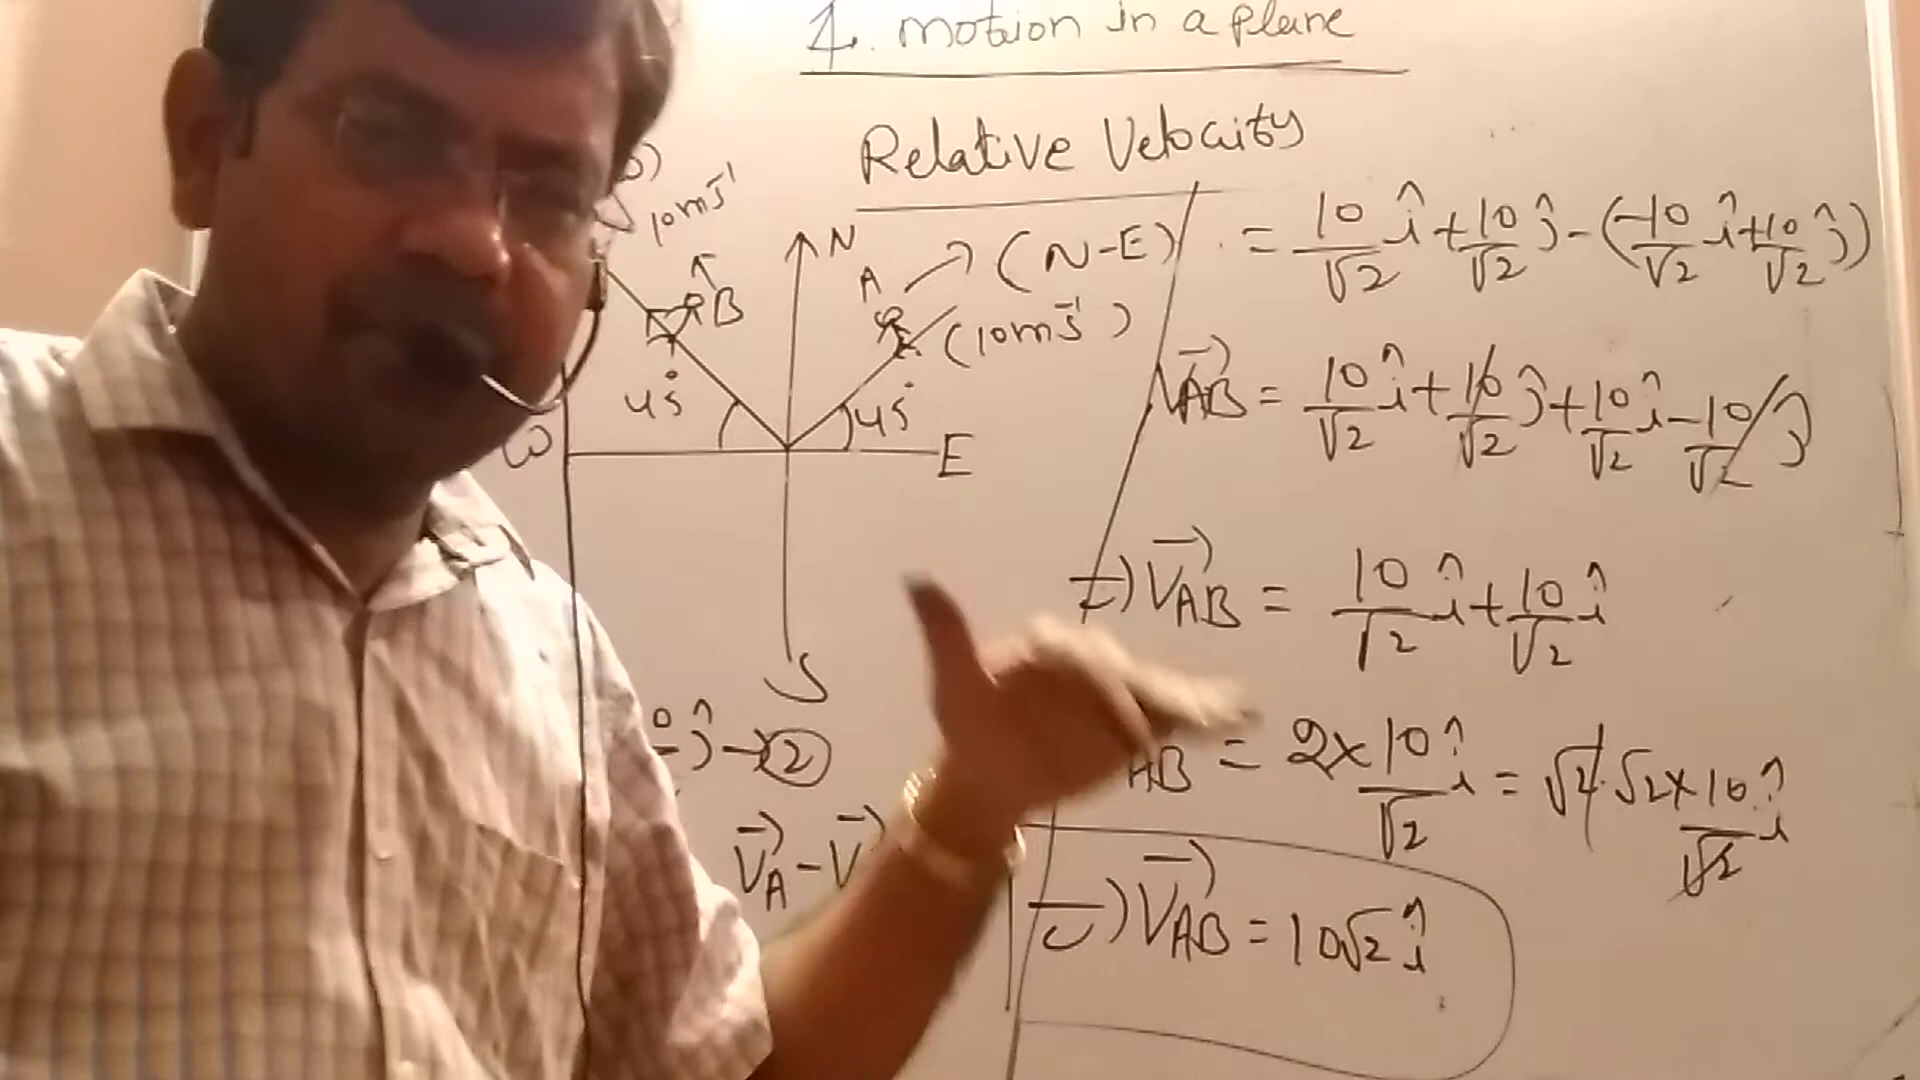 4. motion in a plane
Relative Velocity
10ms⁻¹
N
A → (N-E)
B
(10ms⁻¹)
45°
45°
W
E
S
ĵ → ②
V⃗A - V⃗
= 10/√2 î + 10/√2 ĵ - (-10/√2 î + 10/√2 ĵ)
V⃗AB = 10/√2 î + 10/√2 ĵ + 10/√2 î - 10/√2 ĵ
⇒) V⃗AB = 10/√2 î + 10/√2 î
AB = 2 x 10/√2 î = √2 . √2 x 10/√2 î
⇒) V⃗AB = 10√2 î